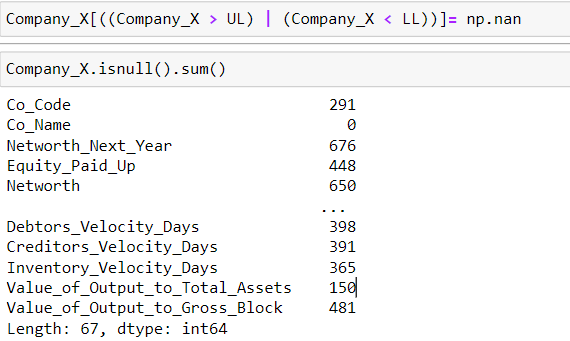 Company_X[((Company_X > UL) | (Company_X < LL))]= np.nan
Company_X.isnull().sum()
Co_Code 291
Co_Name 0
Networth_Next_Year 676
Equity_Paid_Up 448
Networth 650
...
Debtors_Velocity_Days 398
Creditors_Velocity_Days 391
Inventory_Velocity_Days 365
Value_of_Output_to_Total_Assets 150
Value_of_Output_to_Gross_Block 481
Length: 67, dtype: int64